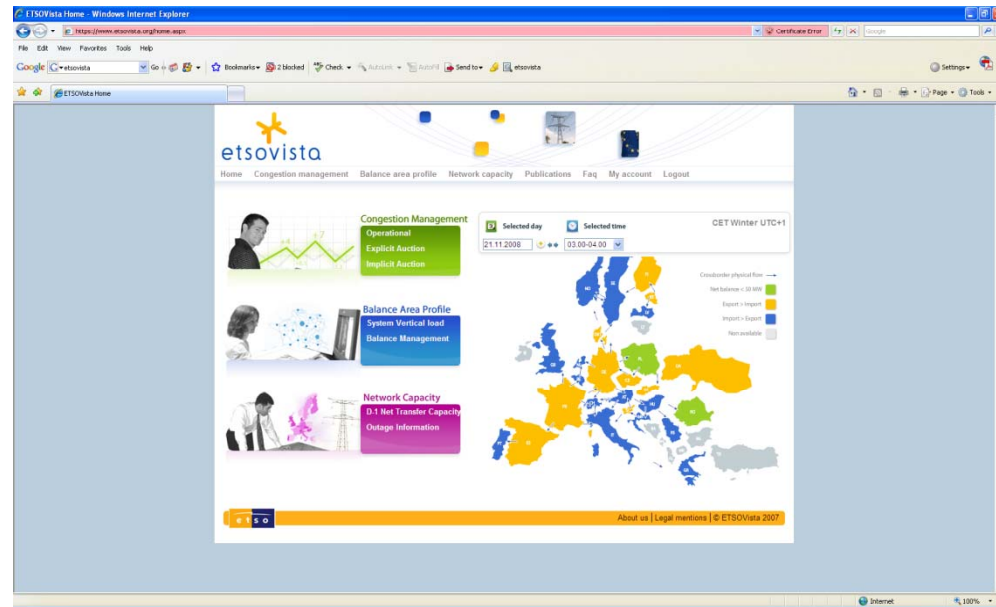 ETSOVista Home - Windows Internet Explorer
https://www.etsovista.org/home.aspx
Certificate Error
Google
File Edit View Favorites Tools Help
Google etsovista Go Bookmarks 2 blocked Check AutoLink AutoFill Send to etsovista Settings
ETSOVista Home
Page Tools
etsovista
Home Congestion management Balance area profile Network capacity Publications Faq My account Logout
Congestion Management
Operational
Explicit Auction
Implicit Auction
Selected day Selected time CET Winter UTC+1
21.11.2008 03.00-04.00
Crossborder physical flow
Net balance < 50 MW
Export > Import
Import > Export
Non available
Balance Area Profile
System Vertical load
Balance Management
Network Capacity
D-1 Net Transfer Capacity
Outage Information
etso
About us | Legal mentions | © ETSOVista 2007
Internet 100%